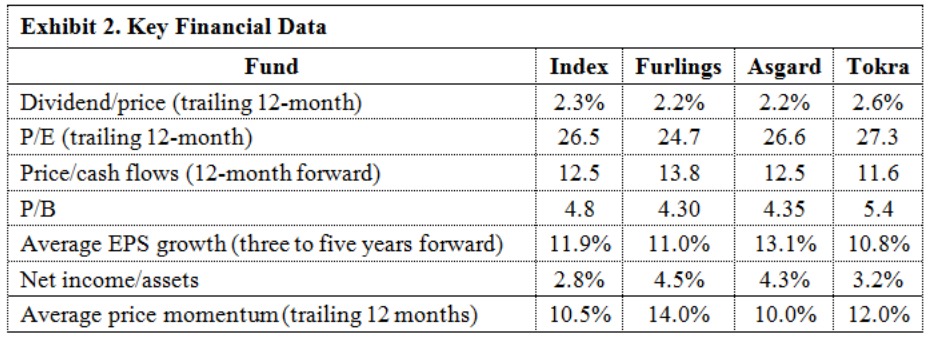 Exhibit 2. Key Financial Data
Fund Index Furlings Asgard Tokra
Dividend/price (trailing 12-month) 2.3% 2.2% 2.2% 2.6%
P/E (trailing 12-month) 26.5 24.7 26.6 27.3
Price/cash flows (12-month forward) 12.5 13.8 12.5 11.6
P/B 4.8 4.30 4.35 5.4
Average EPS growth (three to five years forward) 11.9% 11.0% 13.1% 10.8%
Net income/assets 2.8% 4.5% 4.3% 3.2%
Average price momentum (trailing 12 months) 10.5% 14.0% 10.0% 12.0%